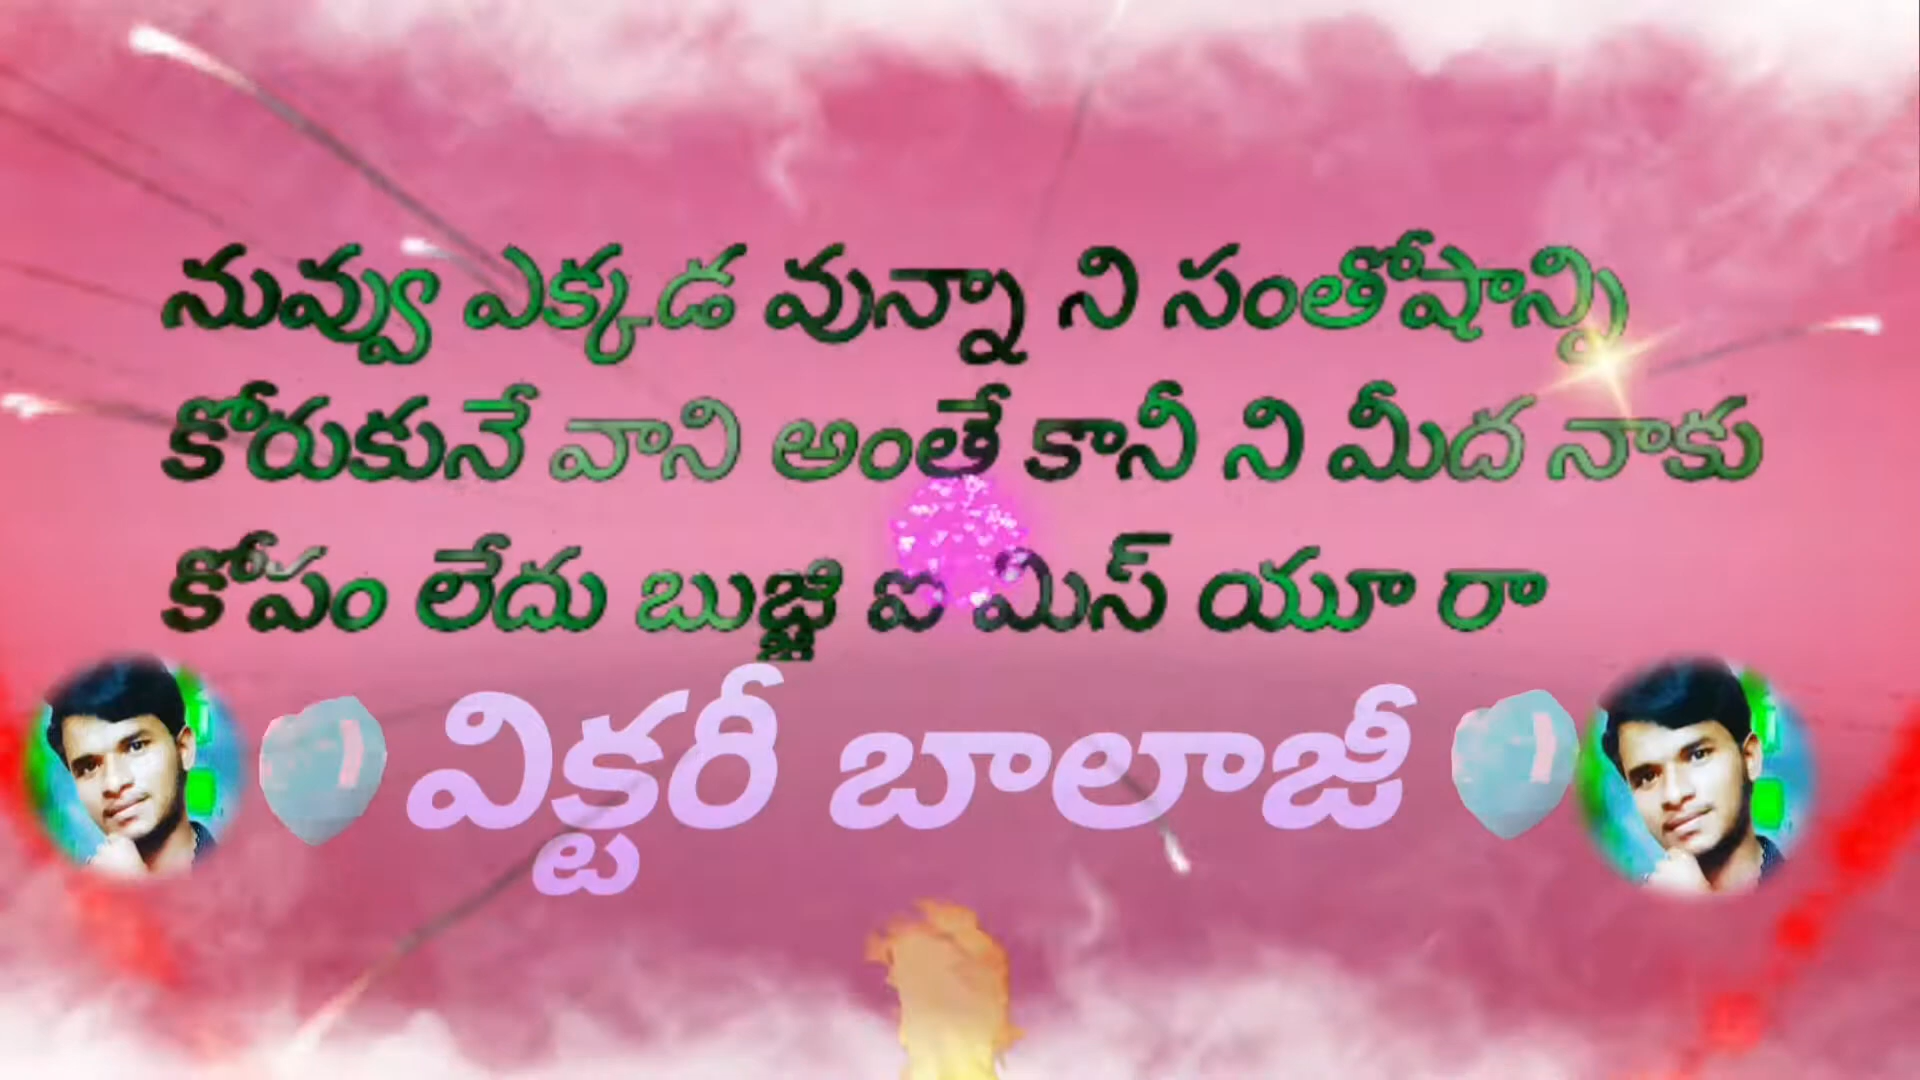 నువ్వు ఎక్కడ వున్నా ని సంతోషాన్ని
కోరుకునే వాని అంతే కానీ ని మీద నాకు
కోపం లేదు బుజ్జి ఐ మిస్ యూ రా
విక్టరీ బాలాజీ